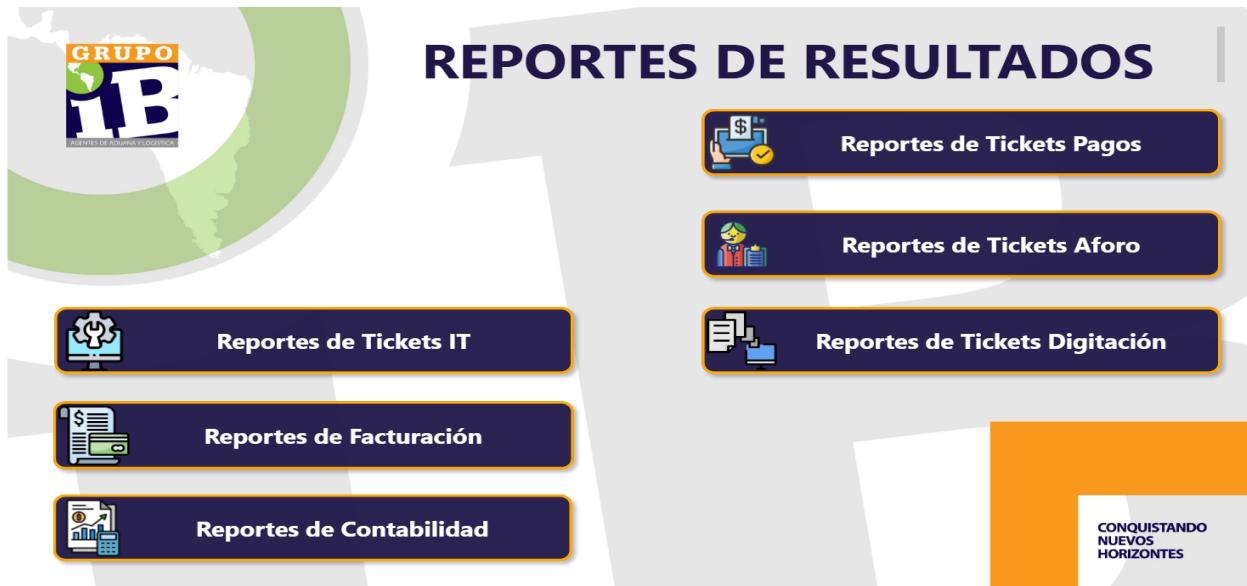 GRUPO
iB
AGENTES DE ADUANA Y LOGISTICA
REPORTES DE RESULTADOS
Reportes de Tickets Pagos
Reportes de Tickets Aforo
Reportes de Tickets IT
Reportes de Tickets Digitación
Reportes de Facturación
Reportes de Contabilidad
CONQUISTANDO
NUEVOS
HORIZONTES